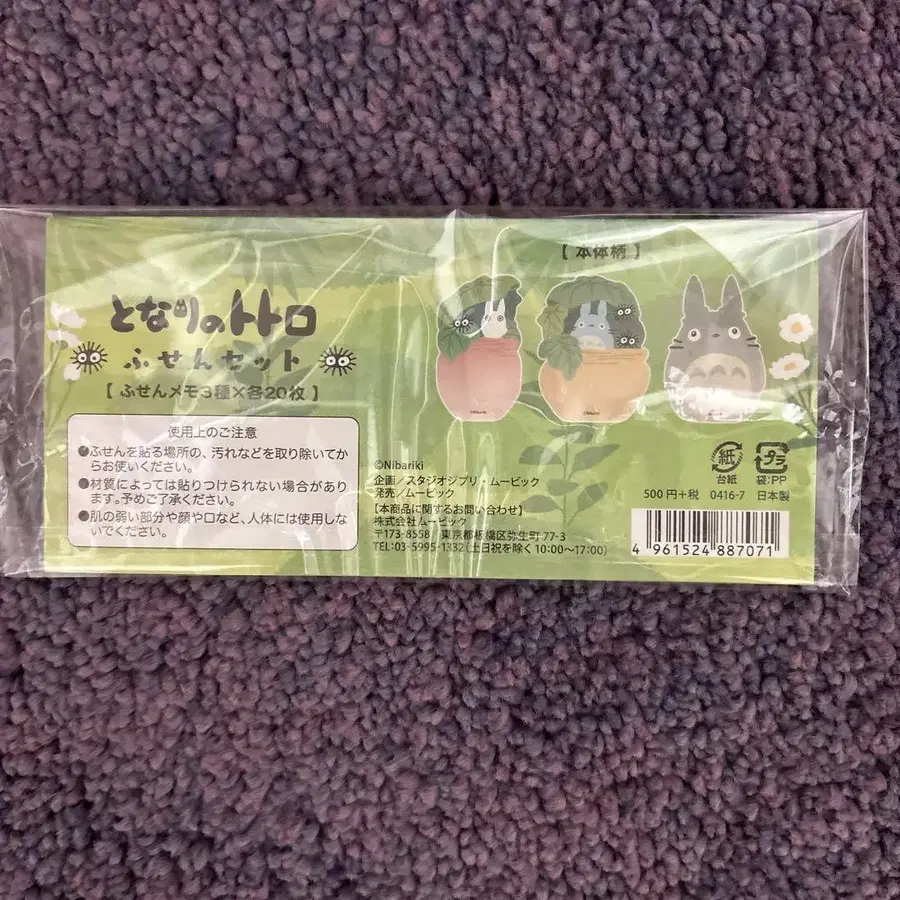 【本体柄】
となりのトトロ
ふせんセット
【ふせんメモ3種×各20枚】
使用上のご注意
●ふせんを貼る場所の、汚れなどを取り除いてか
らお使いください。
●材質によっては貼りつけられない場合があり
ます。予めご了承ください。
●肌の弱い部分や顔や口など、人体には使用しな
いでください。
©Nibariki
企画/スタジオジブリ・ムービック
発売/ムービック
【本商品に関するお問い合わせ】
株式会社ムービック
〒173-8558 東京都板橋区弥生町77-3
TEL:03-5995-1332(土日祝を除く10:00〜17:00)
©Nibariki
©Nibariki
紙
台紙
プラ
袋:PP
500円+税 0416-7 日本製
4 961524 887071